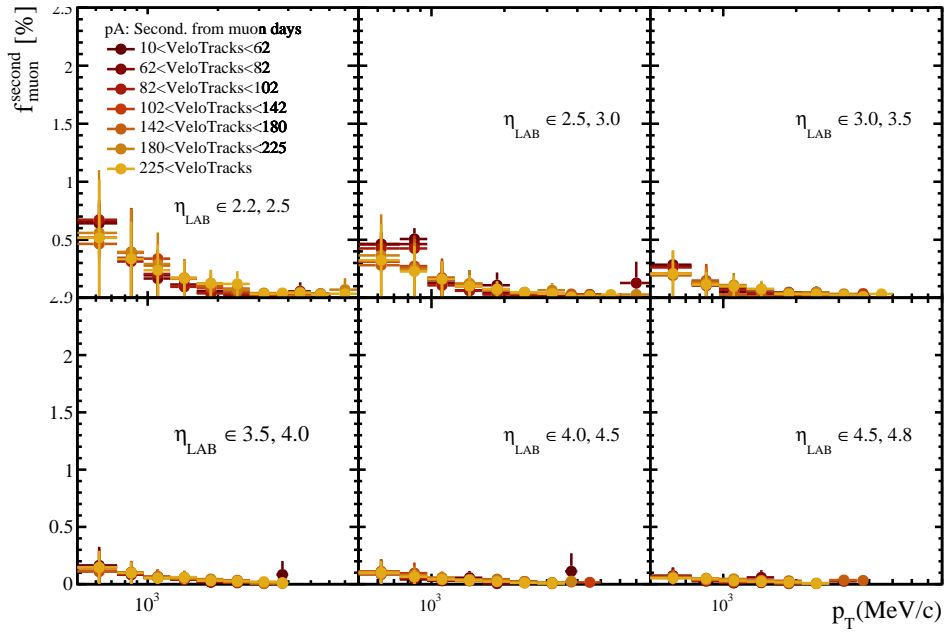 f_muon^second [%]
2.5
2
1.5
1
0.5
2.0
pA: Second. from muon days
10<VeloTracks<62
62<VeloTracks<82
82<VeloTracks<102
102<VeloTracks<142
142<VeloTracks<180
180<VeloTracks<225
225<VeloTracks
η_LAB ∈ 2.2, 2.5
η_LAB ∈ 2.5, 3.0
η_LAB ∈ 3.0, 3.5
2
1.5
1
0.5
0
η_LAB ∈ 3.5, 4.0
η_LAB ∈ 4.0, 4.5
η_LAB ∈ 4.5, 4.8
10^3
10^3
10^3
p_T(MeV/c)